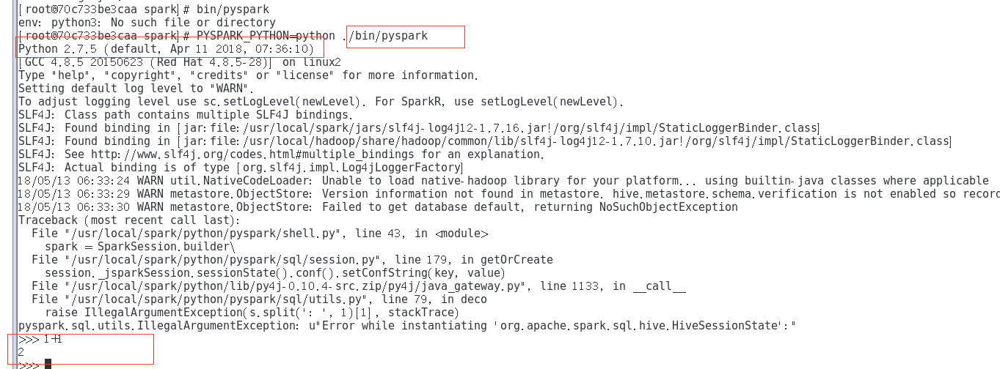 [root@70c733be3caa spark]# bin/pyspark
env: python3: No such file or directory
[root@70c733be3caa spark]# PYSPARK_PYTHON=python ./bin/pyspark
Python 2.7.5 (default, Apr 11 2018, 07:36:10)
[GCC 4.8.5 20150623 (Red Hat 4.8.5-28)] on linux2
Type "help", "copyright", "credits" or "license" for more information.
Setting default log level to "WARN".
To adjust logging level use sc.setLogLevel(newLevel). For SparkR, use setLogLevel(newLevel).
SLF4J: Class path contains multiple SLF4J bindings.
SLF4J: Found binding in [jar:file:/usr/local/spark/jars/slf4j-log4j12-1.7.16.jar!/org/slf4j/impl/StaticLoggerBinder.class]
SLF4J: Found binding in [jar:file:/usr/local/hadoop/share/hadoop/common/lib/slf4j-log4j12-1.7.10.jar!/org/slf4j/impl/StaticLoggerBinder.class]
SLF4J: See http://www.slf4j.org/codes.html#multiple_bindings for an explanation.
SLF4J: Actual binding is of type [org.slf4j.impl.Log4jLoggerFactory]
18/05/13 06:33:24 WARN util.NativeCodeLoader: Unable to load native-hadoop library for your platform... using builtin-java classes where applicable
18/05/13 06:33:29 WARN metastore.ObjectStore: Version information not found in metastore. hive.metastore.schema.verification is not enabled so recor
18/05/13 06:33:30 WARN metastore.ObjectStore: Failed to get database default, returning NoSuchObjectException
Traceback (most recent call last):
  File "/usr/local/spark/python/pyspark/shell.py", line 43, in <module>
    spark = SparkSession.builder\
  File "/usr/local/spark/python/pyspark/sql/session.py", line 179, in getOrCreate
    session._jsparkSession.sessionState().conf().setConfString(key, value)
  File "/usr/local/spark/python/lib/py4j-0.10.4-src.zip/py4j/java_gateway.py", line 1133, in __call__
  File "/usr/local/spark/python/pyspark/sql/utils.py", line 79, in deco
    raise IllegalArgumentException(s.split(': ', 1)[1], stackTrace)
pyspark.sql.utils.IllegalArgumentException: u"Error while instantiating 'org.apache.spark.sql.hive.HiveSessionState':"
>>> 1+1
2
>>>